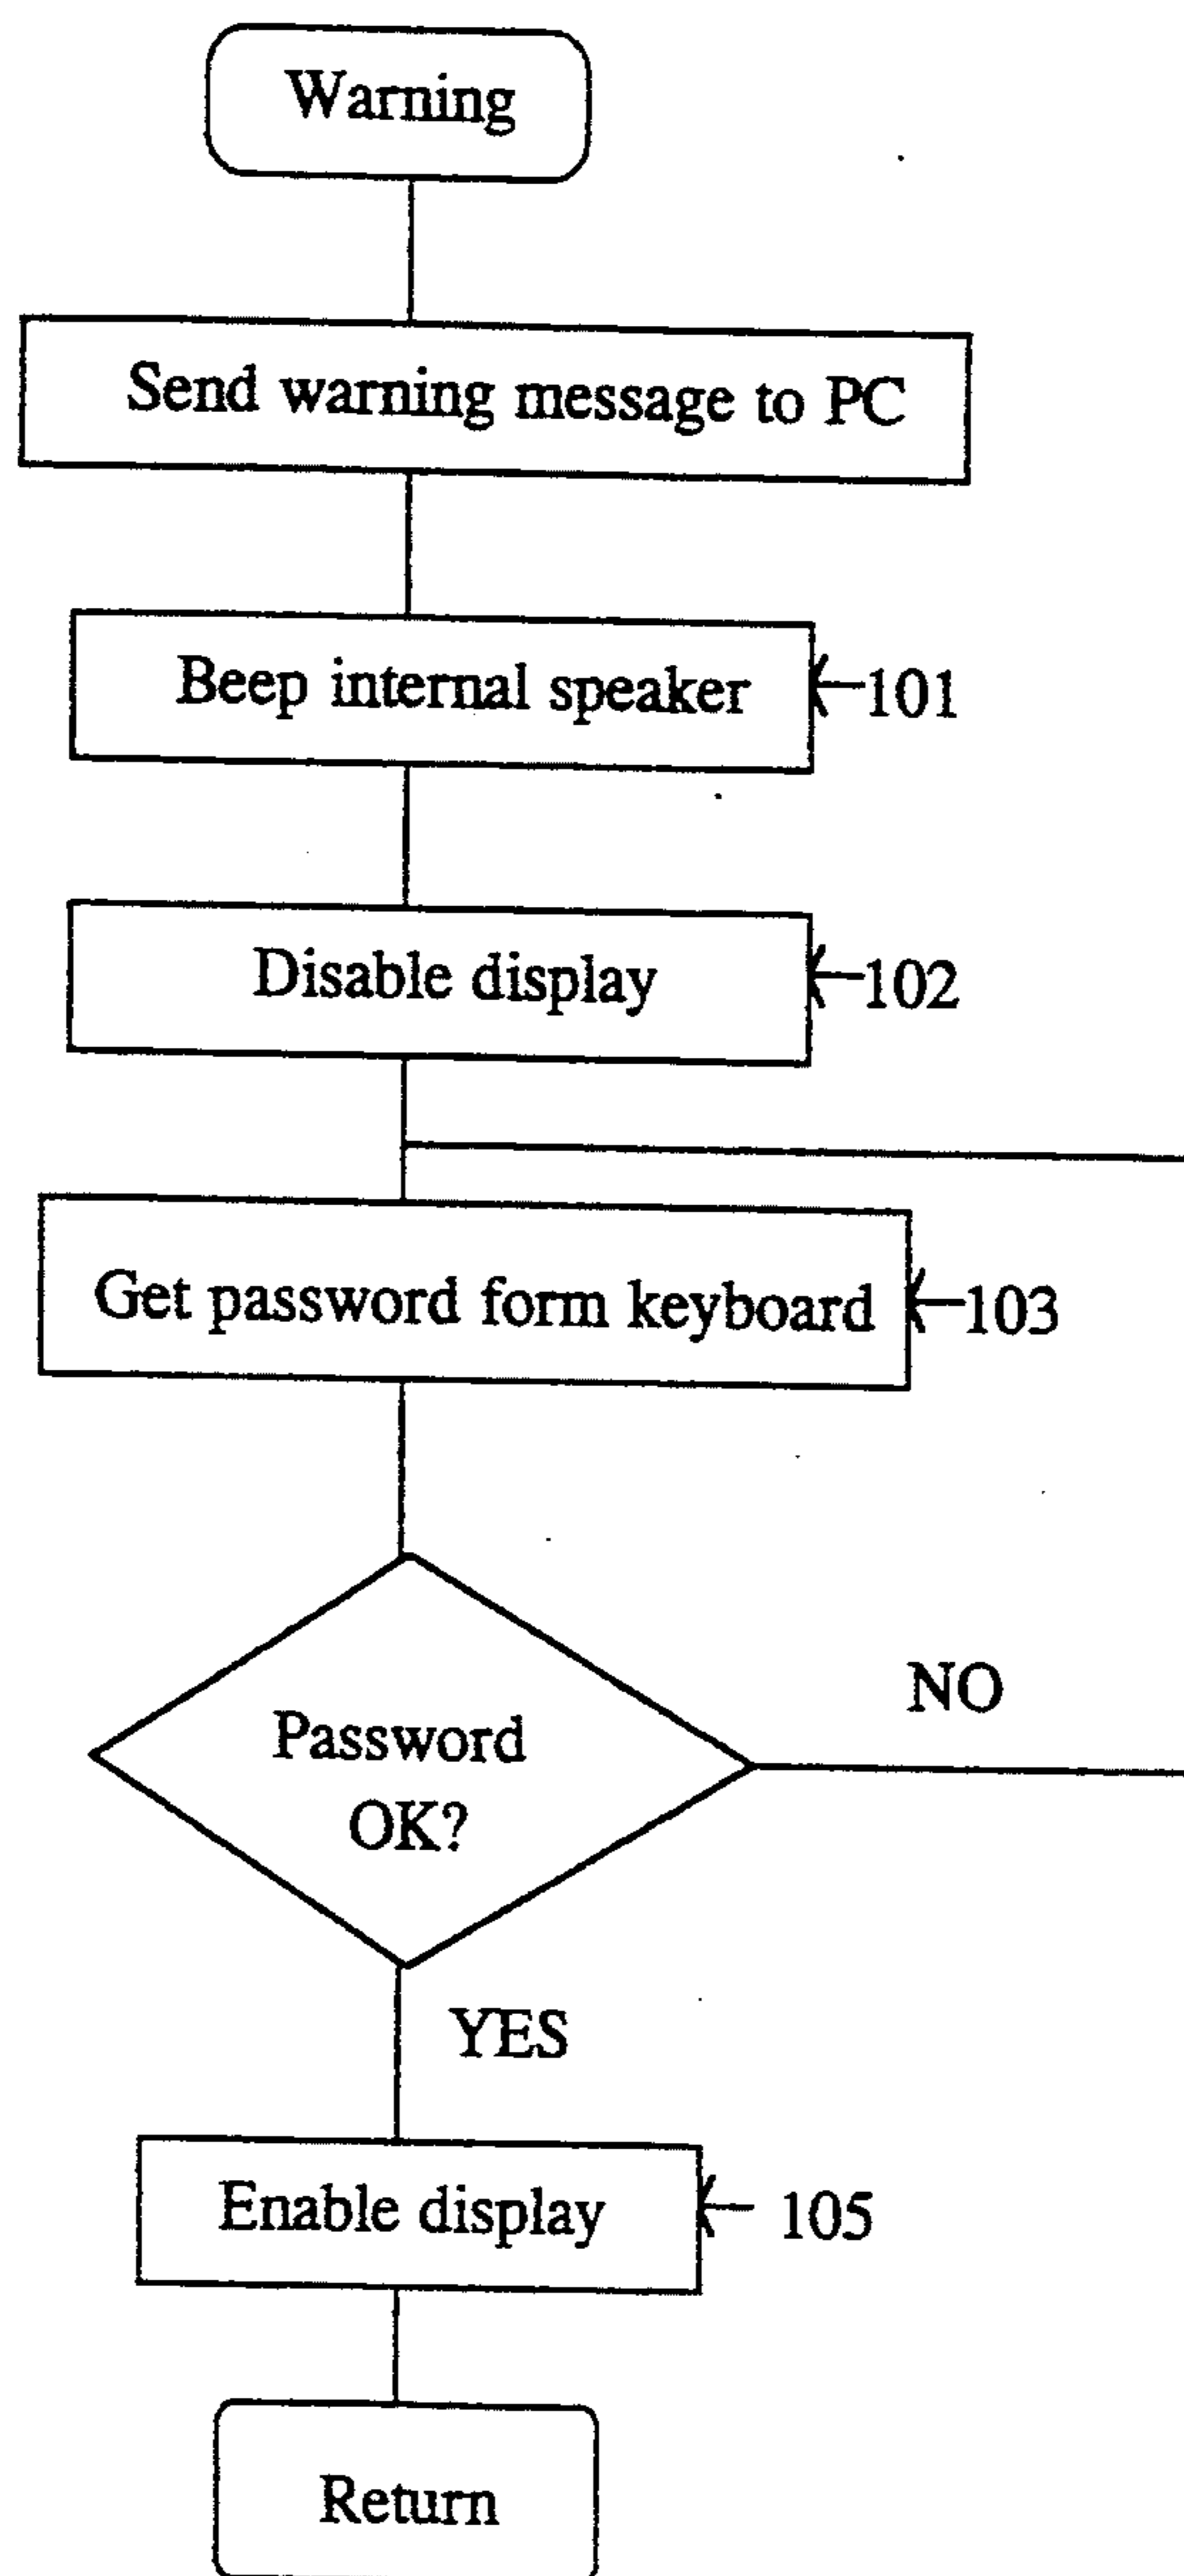 Warning
Send warning message to PC
Beep internal speaker
101
Disable display
102
Get password form keyboard
103
Password
OK?
NO
YES
Enable display
105
Return